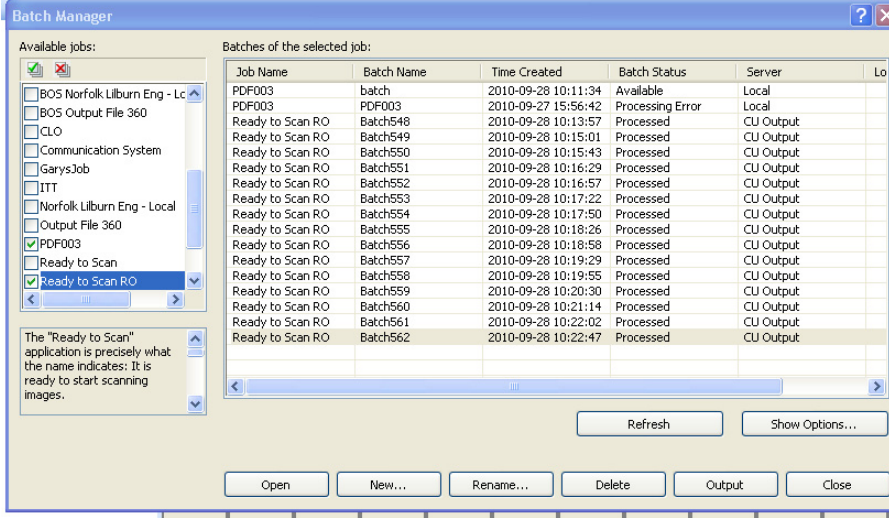 Batch Manager
Available jobs:
BOS Norfolk Lilburn Eng - Lc
BOS Output File 360
CLO
Communication System
GarysJob
ITT
Norfolk Lilburn Eng - Local
Output File 360
PDF003
Ready to Scan
Ready to Scan RO
The "Ready to Scan"
application is precisely what
the name indicates: It is
ready to start scanning
images.
Batches of the selected job:
Job Name Batch Name Time Created Batch Status Server Lo
PDF003 batch 2010-09-28 10:11:34 Available Local
PDF003 PDF003 2010-09-27 15:56:42 Processing Error Local
Ready to Scan RO Batch548 2010-09-28 10:13:57 Processed CU Output
Ready to Scan RO Batch549 2010-09-28 10:15:01 Processed CU Output
Ready to Scan RO Batch550 2010-09-28 10:15:43 Processed CU Output
Ready to Scan RO Batch551 2010-09-28 10:16:29 Processed CU Output
Ready to Scan RO Batch552 2010-09-28 10:16:57 Processed CU Output
Ready to Scan RO Batch553 2010-09-28 10:17:22 Processed CU Output
Ready to Scan RO Batch554 2010-09-28 10:17:50 Processed CU Output
Ready to Scan RO Batch555 2010-09-28 10:18:26 Processed CU Output
Ready to Scan RO Batch556 2010-09-28 10:18:58 Processed CU Output
Ready to Scan RO Batch557 2010-09-28 10:19:29 Processed CU Output
Ready to Scan RO Batch558 2010-09-28 10:19:55 Processed CU Output
Ready to Scan RO Batch559 2010-09-28 10:20:30 Processed CU Output
Ready to Scan RO Batch560 2010-09-28 10:21:14 Processed CU Output
Ready to Scan RO Batch561 2010-09-28 10:22:02 Processed CU Output
Ready to Scan RO Batch562 2010-09-28 10:22:47 Processed CU Output
Refresh Show Options...
Open New... Rename... Delete Output Close